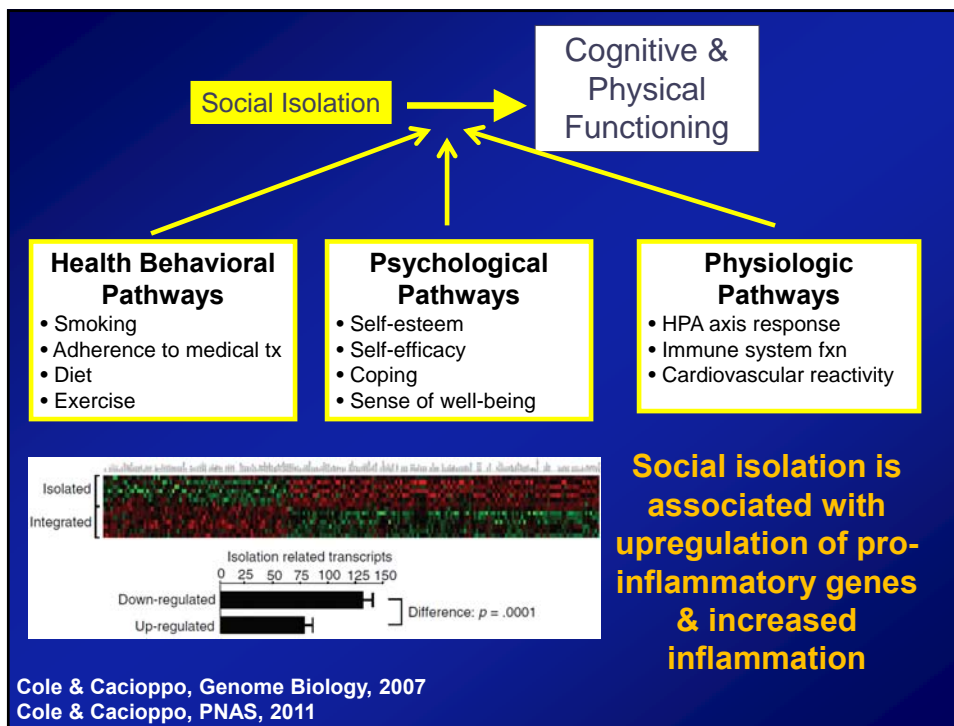 Social Isolation
Cognitive &
Physical
Functioning
Health Behavioral
Pathways
• Smoking
• Adherence to medical tx
• Diet
• Exercise
Psychological
Pathways
• Self-esteem
• Self-efficacy
• Coping
• Sense of well-being
Physiologic
Pathways
• HPA axis response
• Immune system fxn
• Cardiovascular reactivity
Isolated
Integrated
Isolation related transcripts
0 25 50 75 100 125 150
Down-regulated
Up-regulated
Difference: p = .0001
Social isolation is
associated with
upregulation of pro-
inflammatory genes
& increased
inflammation
Cole & Cacioppo, Genome Biology, 2007
Cole & Cacioppo, PNAS, 2011